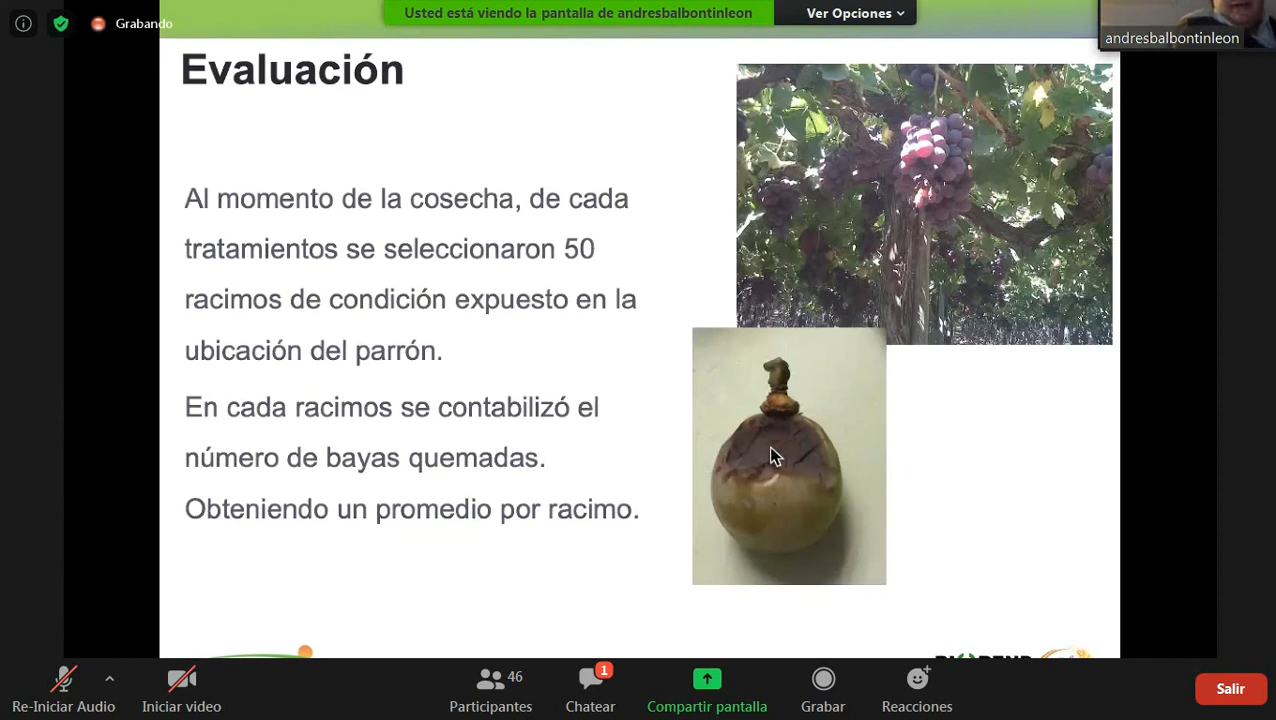 Usted está viendo la pantalla de andresbalbontinleon
Ver Opciones
Grabando
andresbalbontinleon
Evaluación
Al momento de la cosecha, de cada
tratamientos se seleccionaron 50
racimos de condición expuesto en la
ubicación del parrón.
En cada racimos se contabilizó el
número de bayas quemadas.
Obteniendo un promedio por racimo.
46
1
Re-Iniciar Audio
Iniciar video
Participantes
Chatear
Compartir pantalla
Grabar
Reacciones
Salir